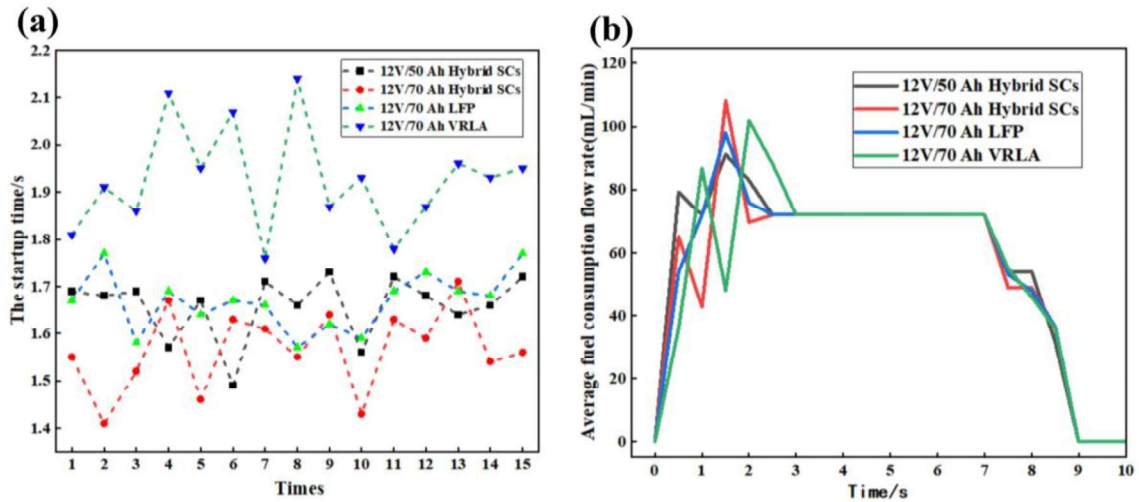 (a)
The startup time/s
2.2
2.1
2.0
1.9
1.8
1.7
1.6
1.5
1.4
12V/50 Ah Hybrid SCs
12V/70 Ah Hybrid SCs
12V/70 Ah LFP
12V/70 Ah VRLA
1 2 3 4 5 6 7 8 9 10 11 12 13 14 15
Times
(b)
Average fuel consumption flow rate(mL/min)
120
100
80
60
40
20
0
12V/50 Ah Hybrid SCs
12V/70 Ah Hybrid SCs
12V/70 Ah LFP
12V/70 Ah VRLA
0 1 2 3 4 5 6 7 8 9 10
Time/s